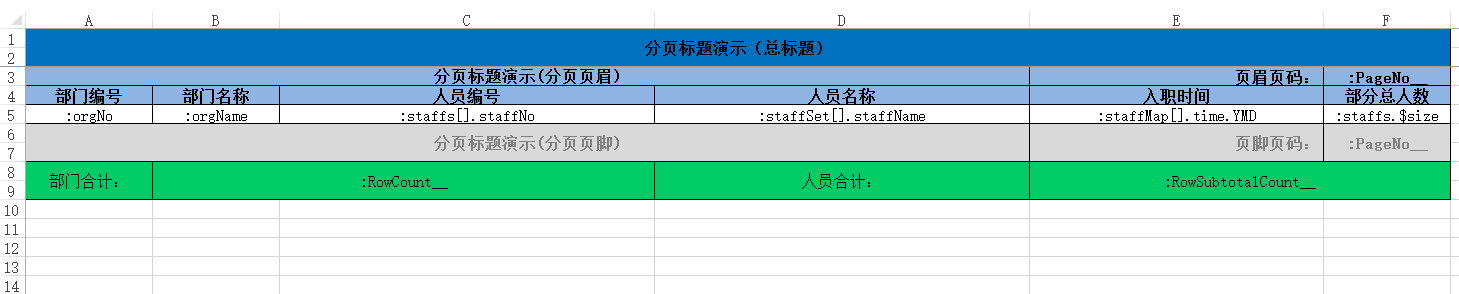 A B C D E F
1
分页标题演示（总标题）
2
3 分页标题演示(分页页眉) 页眉页码： :PageNo__
4 部门编号 部门名称 人员编号 人员名称 入职时间 部分总人数
5 :orgNo :orgName :staffs[].staffNo :staffSet[].staffName :staffMap[].time.YMD :staffs.$size
6
分页标题演示(分页页脚) 页脚页码： :PageNo__
7
8
部门合计： :RowCount__ 人员合计： :RowSubtotalCount__
9
10
11
12
13
14